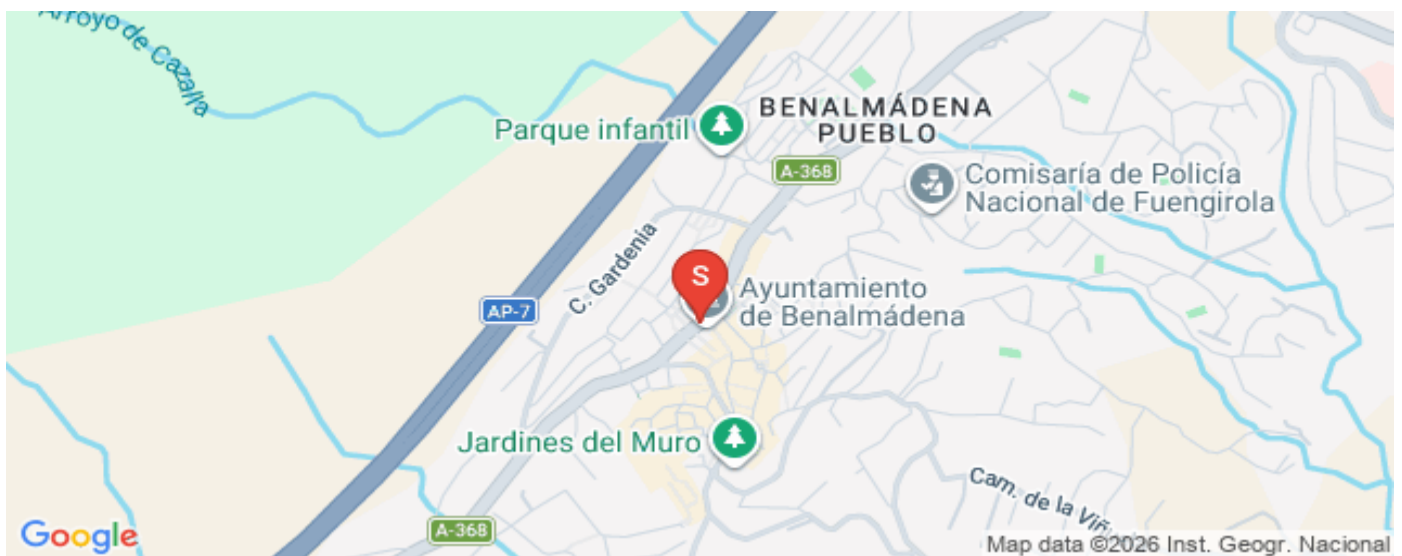 Arroyo de Cazalla
Parque infantil
BENALMÁDENA
PUEBLO
A-368
Comisaría de Policía
Nacional de Fuengirola
C. Gardenia
S
AP-7
Ayuntamiento
de Benalmádena
Jardines del Muro
Cam. de la Viñ
A-368
Google
Map data ©2026 Inst. Geogr. Nacional